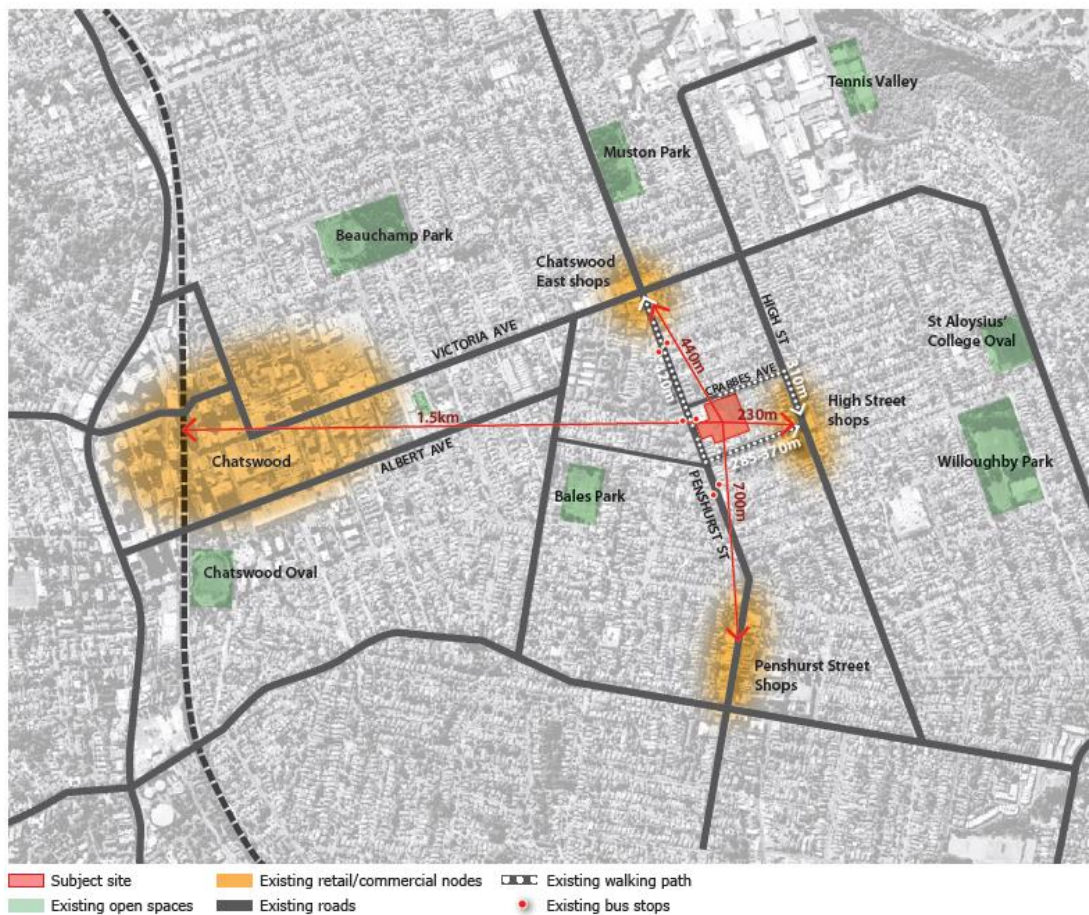 Tennis Valley
Muston Park
Beauchamp Park
Chatswood
East shops
VICTORIA AVE
HIGH ST
St Aloysius'
College Oval
440m
CRABBES AVE
310m
1.5km
230m
High Street
shops
Chatswood
ALBERT AVE
Willoughby Park
Bales Park
PENSHURST ST
700m
Chatswood Oval
Penshurst Street
Shops
Subject site
Existing retail/commercial nodes
Existing walking path
Existing open spaces
Existing roads
Existing bus stops